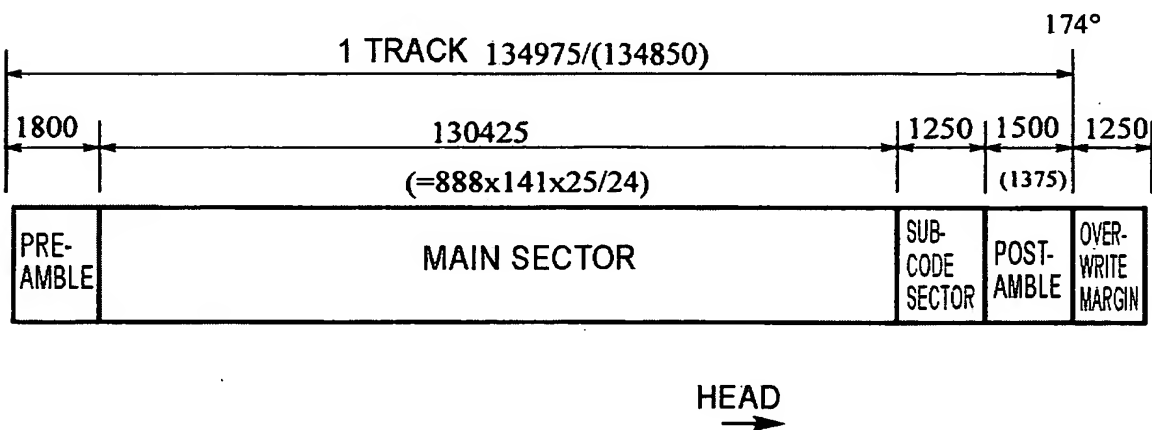 174°
1 TRACK 134975/(134850)
1800 130425 1250 1500 1250
(=888x141x25/24) (1375)
PRE-
AMBLE
MAIN SECTOR
SUB-
CODE
SECTOR
POST-
AMBLE
OVER-
WRITE
MARGIN
HEAD